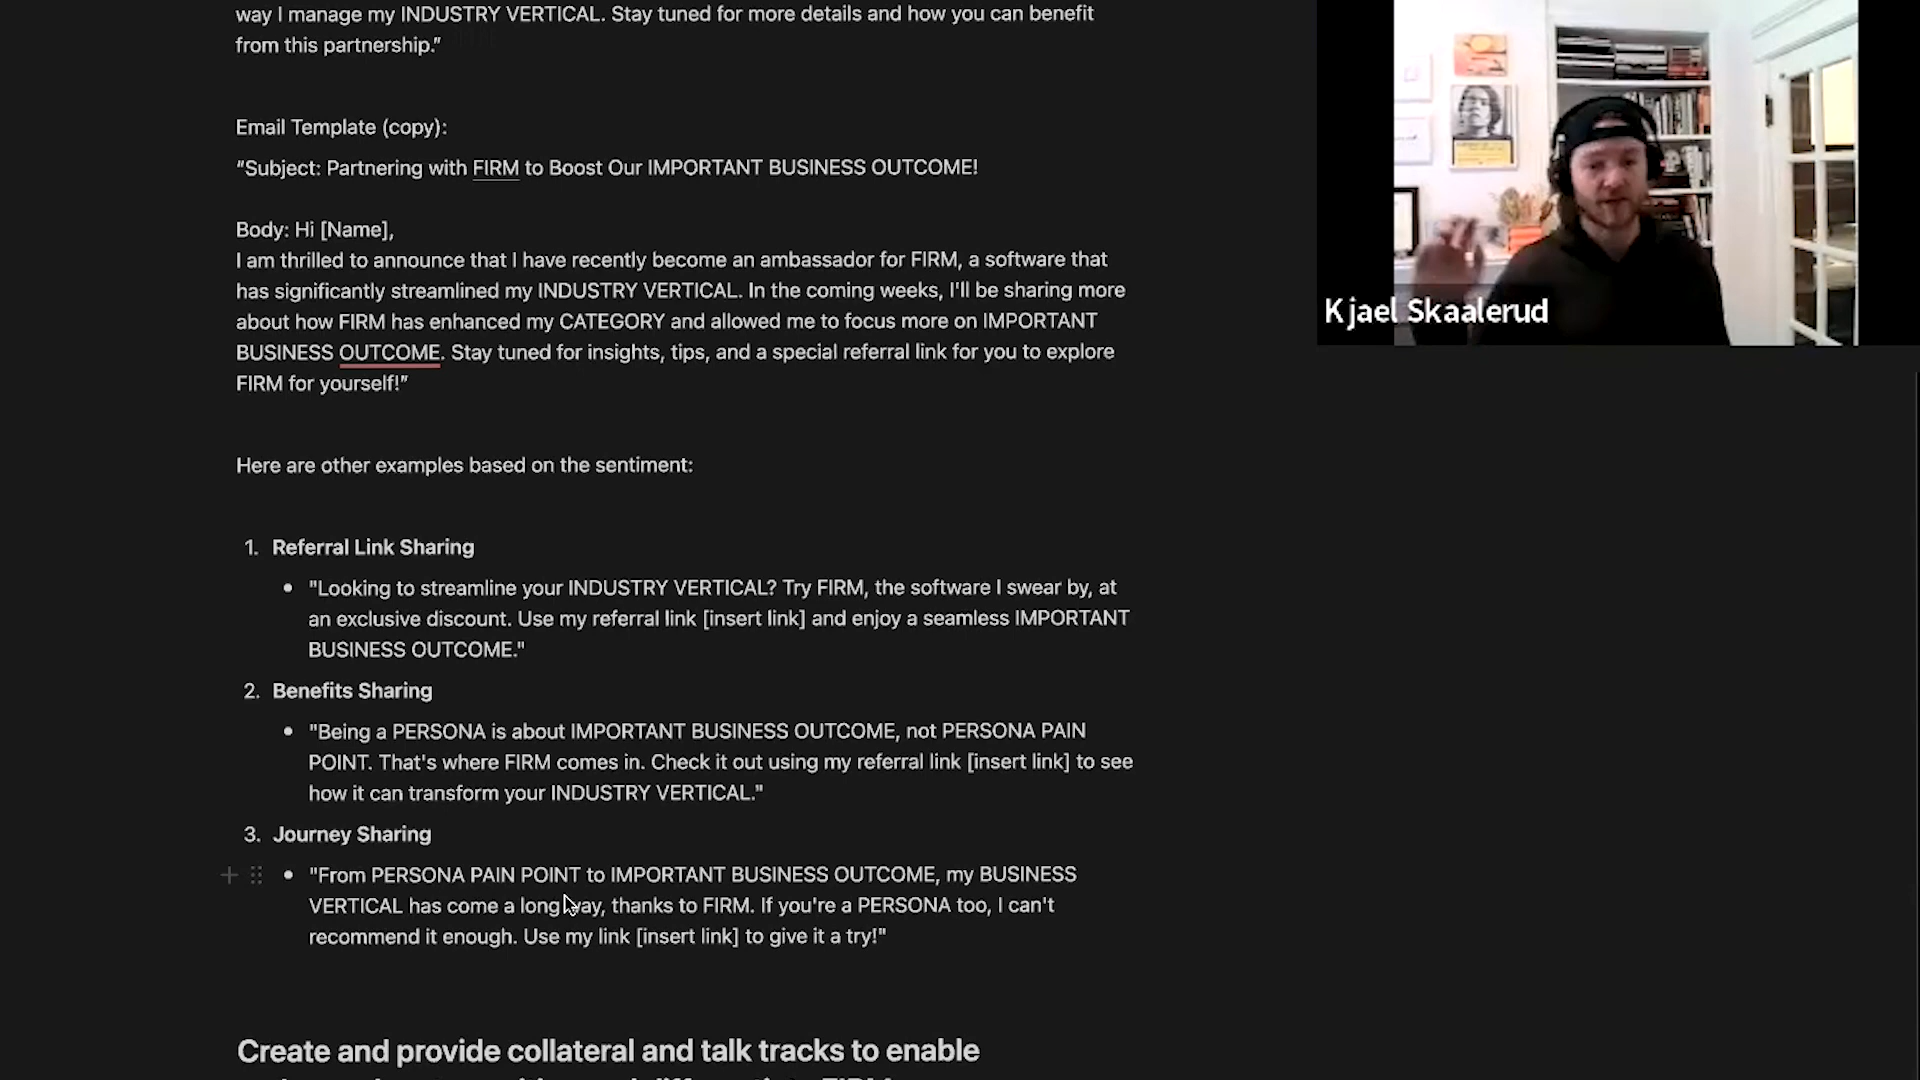 way I manage my INDUSTRY VERTICAL. Stay tuned for more details and how you can benefit
from this partnership.”
Email Template (copy):
“Subject: Partnering with FIRM to Boost Our IMPORTANT BUSINESS OUTCOME!
Body: Hi [Name],
I am thrilled to announce that I have recently become an ambassador for FIRM, a software that
has significantly streamlined my INDUSTRY VERTICAL. In the coming weeks, I'll be sharing more
about how FIRM has enhanced my CATEGORY and allowed me to focus more on IMPORTANT
BUSINESS OUTCOME. Stay tuned for insights, tips, and a special referral link for you to explore
FIRM for yourself!”
Here are other examples based on the sentiment:
1. Referral Link Sharing
• "Looking to streamline your INDUSTRY VERTICAL? Try FIRM, the software I swear by, at
an exclusive discount. Use my referral link [insert link] and enjoy a seamless IMPORTANT
BUSINESS OUTCOME."
2. Benefits Sharing
• "Being a PERSONA is about IMPORTANT BUSINESS OUTCOME, not PERSONA PAIN
POINT. That's where FIRM comes in. Check it out using my referral link [insert link] to see
how it can transform your INDUSTRY VERTICAL."
3. Journey Sharing
• "From PERSONA PAIN POINT to IMPORTANT BUSINESS OUTCOME, my BUSINESS
VERTICAL has come a long way, thanks to FIRM. If you're a PERSONA too, I can't
recommend it enough. Use my link [insert link] to give it a try!"
Create and provide collateral and talk tracks to enable
Kjael Skaalerud